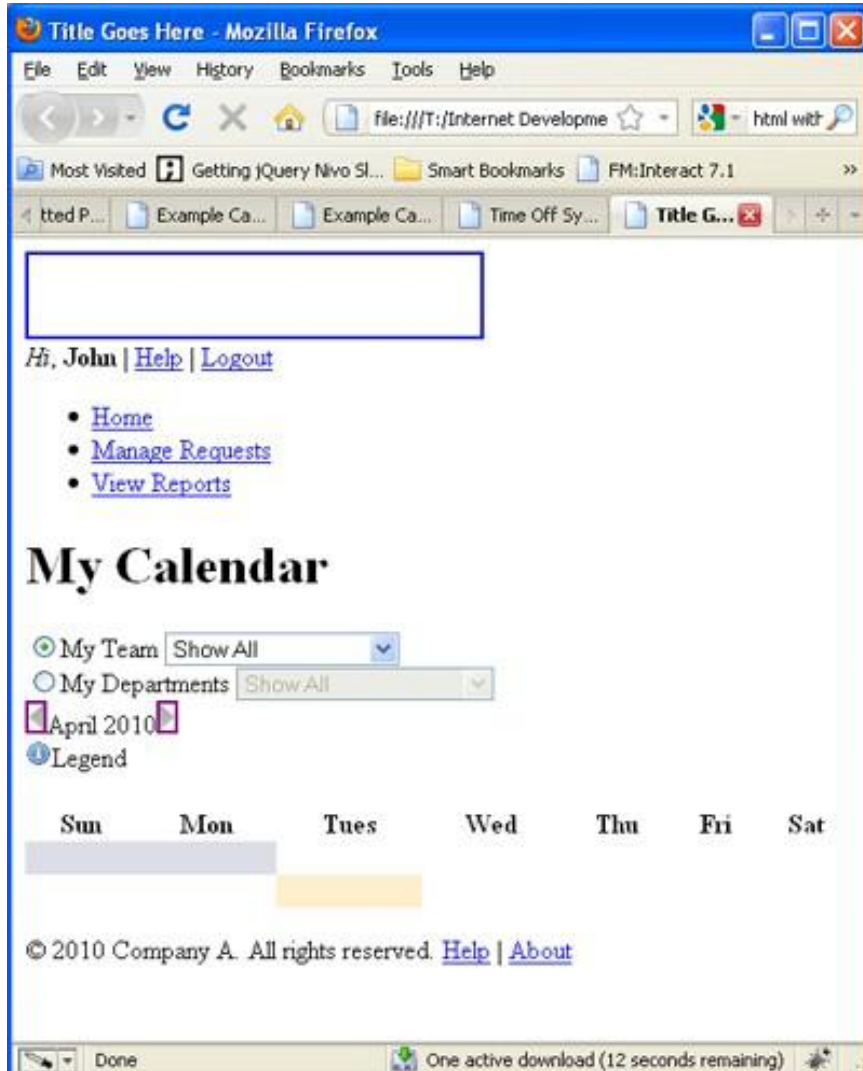 Title Goes Here - Mozilla Firefox
File Edit View History Bookmarks Tools Help
file:///T:/Internet Developme html with
Most Visited Getting jQuery Nivo Sl... Smart Bookmarks FM:Interact 7.1 »
tted P... Example Ca... Example Ca... Time Off Sy... Title G...
Hi, John | Help | Logout
• Home
• Manage Requests
• View Reports
My Calendar
My Team Show All
My Departments Show All
April 2010
Legend
Sun Mon Tues Wed Thu Fri Sat
© 2010 Company A. All rights reserved. Help | About
Done One active download (12 seconds remaining)